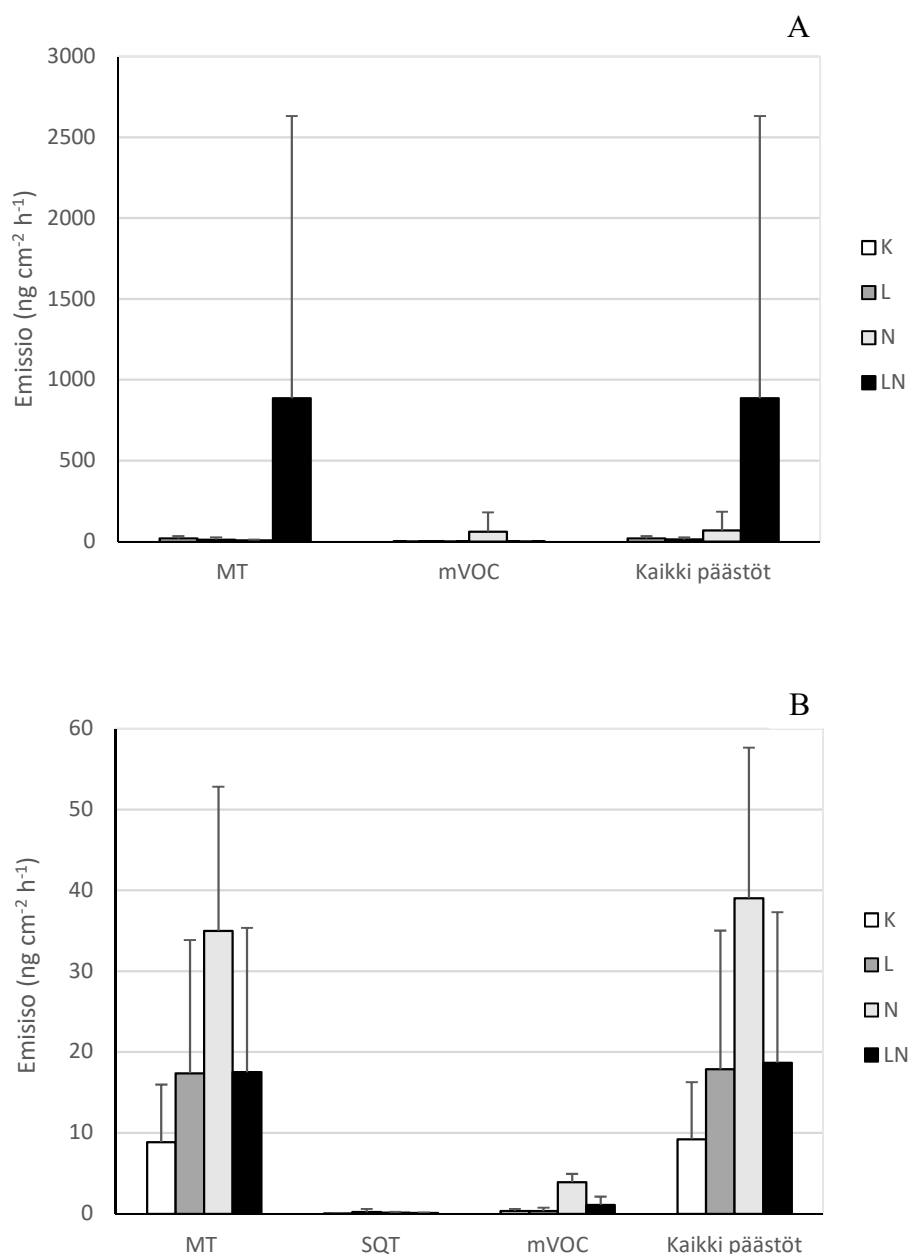 A
3000
2500
2000
1500
1000
500
0
Emissio (ng cm⁻² h⁻¹)
MT mVOC Kaikki päästöt
K
L
N
LN
B
60
50
40
30
20
10
0
Emisiso (ng cm⁻² h⁻¹)
MT SQT mVOC Kaikki päästöt
K
L
N
LN